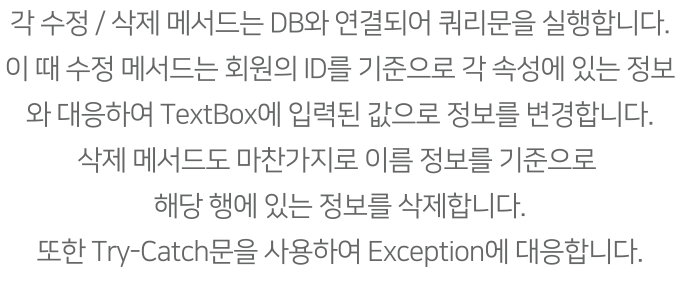 각 수정 / 삭제 메서드는 DB와 연결되어 쿼리문을 실행합니다.
이 때 수정 메서드는 회원의 ID를 기준으로 각 속성에 있는 정보
와 대응하여 TextBox에 입력된 값으로 정보를 변경합니다.
삭제 메서드도 마찬가지로 이름 정보를 기준으로
해당 행에 있는 정보를 삭제합니다.
또한 Try-Catch문을 사용하여 Exception에 대응합니다.